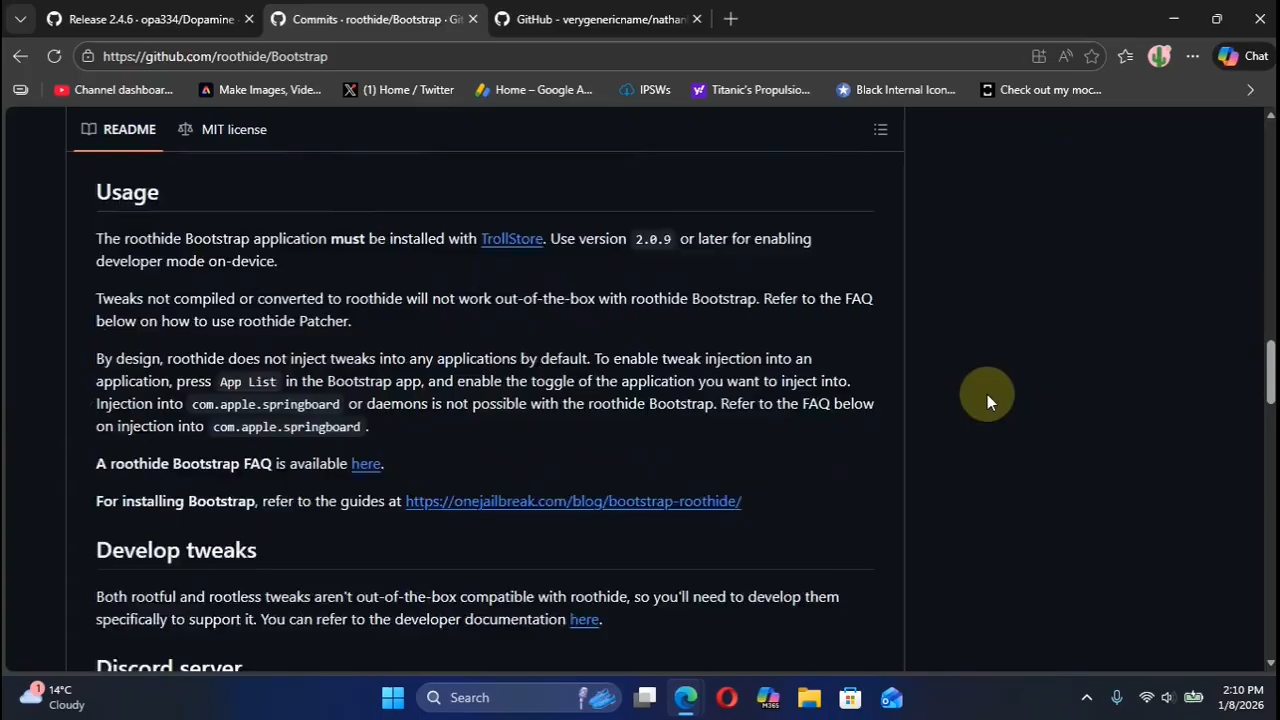 Release 2.4.6 · opa334/Dopamine
Commits · roothide/Bootstrap · Git
GitHub - verygenericname/nathanl
https://github.com/roothide/Bootstrap
Chat
Channel dashboar...
Make Images, Vide...
(1) Home / Twitter
Home – Google A...
IPSWs
Titanic's Propulsio...
Black Internal Icon...
Check out my moc...
README
MIT license
Usage
The roothide Bootstrap application must be installed with TrollStore. Use version 2.0.9 or later for enabling
developer mode on-device.
Tweaks not compiled or converted to roothide will not work out-of-the-box with roothide Bootstrap. Refer to the FAQ
below on how to use roothide Patcher.
By design, roothide does not inject tweaks into any applications by default. To enable tweak injection into an
application, press App List in the Bootstrap app, and enable the toggle of the application you want to inject into.
Injection into com.apple.springboard or daemons is not possible with the roothide Bootstrap. Refer to the FAQ below
on injection into com.apple.springboard.
A roothide Bootstrap FAQ is available here.
For installing Bootstrap, refer to the guides at https://onejailbreak.com/blog/bootstrap-roothide/
Develop tweaks
Both rootful and rootless tweaks aren't out-of-the-box compatible with roothide, so you'll need to develop them
specifically to support it. You can refer to the developer documentation here.
Discord server
1
14°C
Cloudy
Search
M365
2:10 PM
1/8/2026